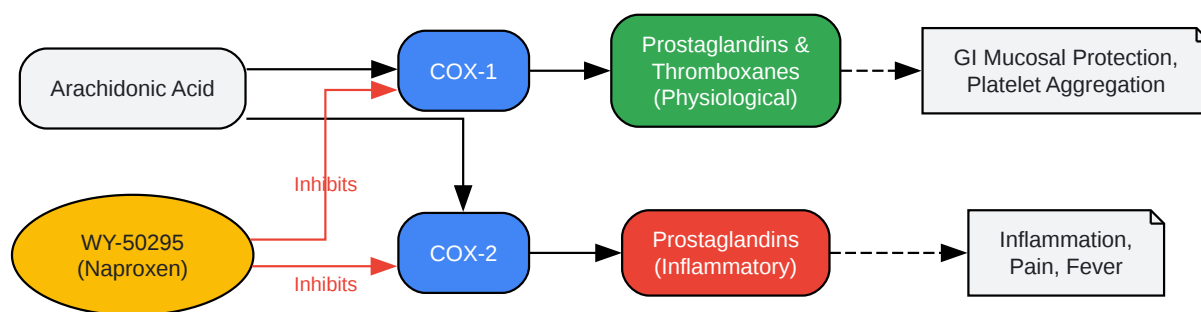 Arachidonic Acid
COX-1
Prostaglandins &
Thromboxanes
(Physiological)
GI Mucosal Protection,
Platelet Aggregation
Inhibits
WY-50295
(Naproxen)
Inhibits
COX-2
Prostaglandins
(Inflammatory)
Inflammation,
Pain, Fever